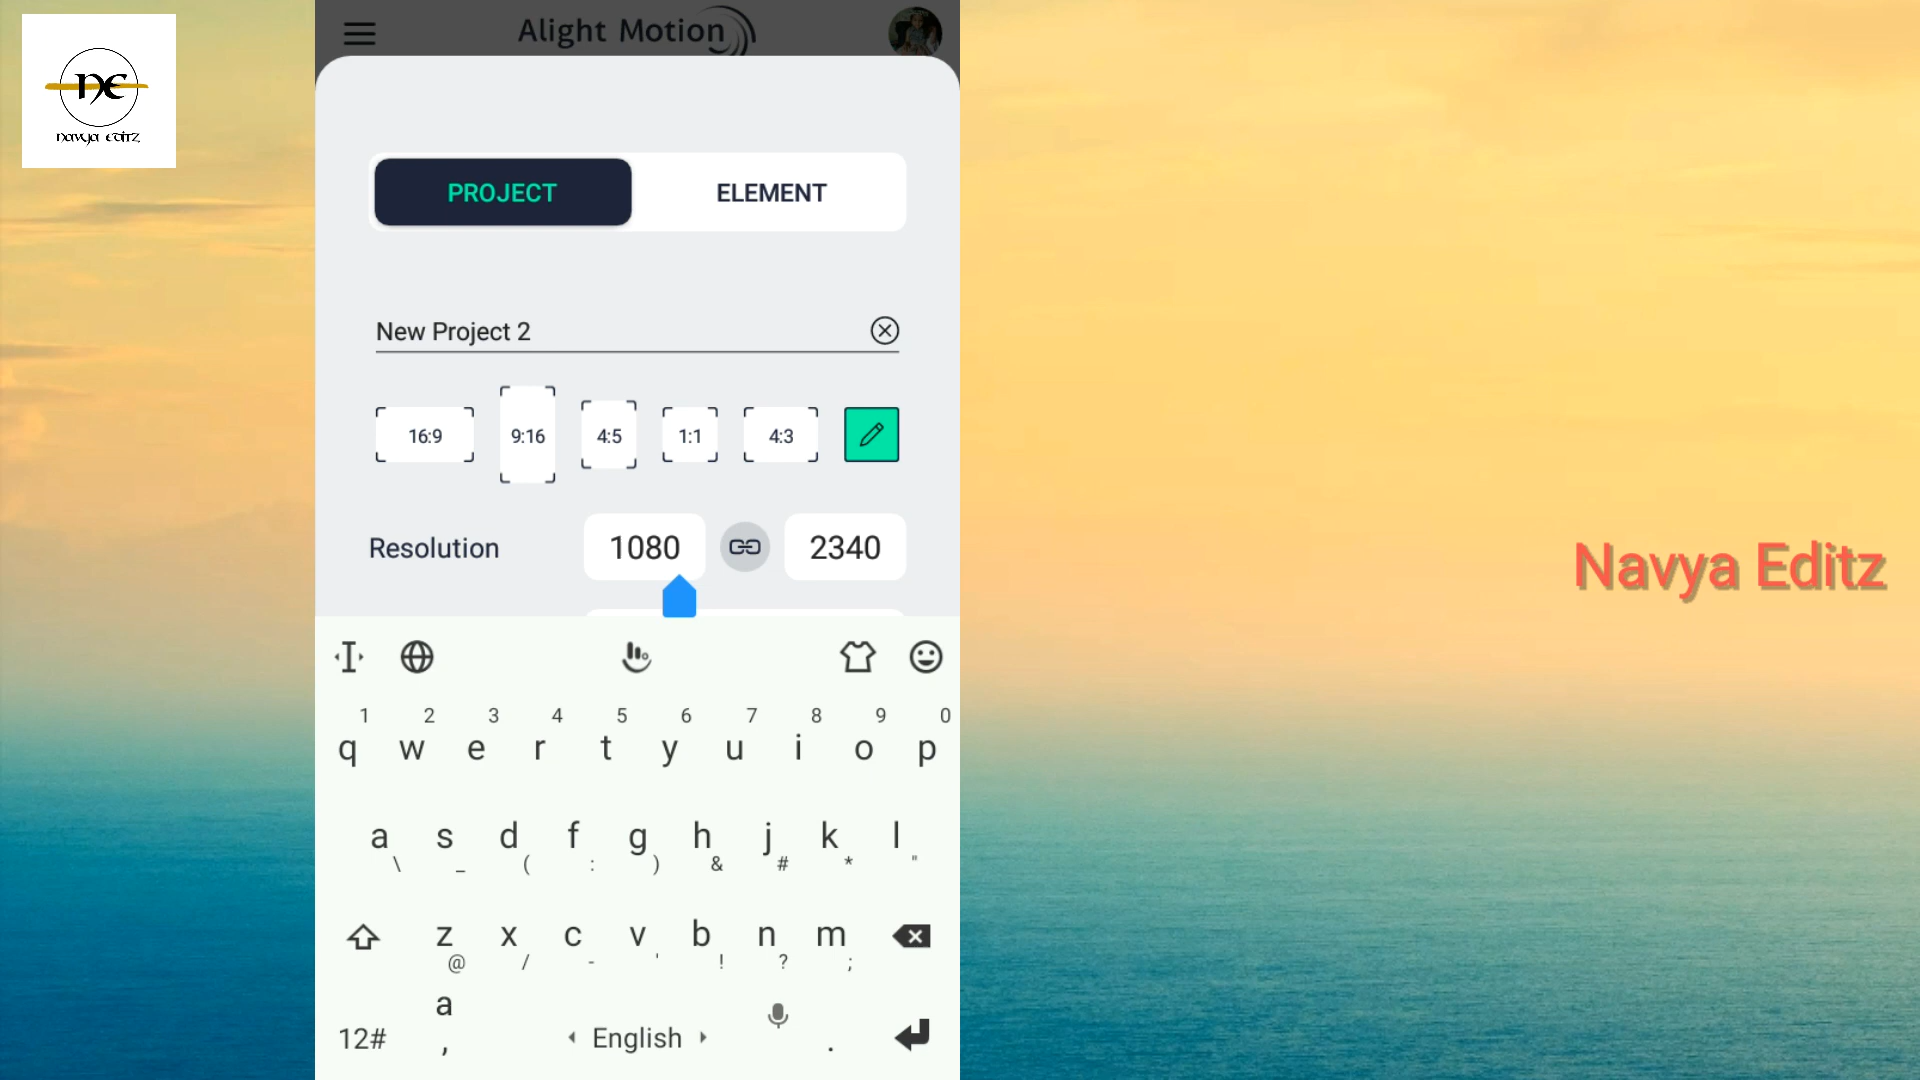 NE
NAVYA EDITZ
Alight Motion
PROJECT ELEMENT
New Project 2
16:9 9:16 4:5 1:1 4:3
Resolution 1080 2340
Navya Editz
1 2 3 4 5 6 7 8 9 0
q w e r t y u i o p
a s d f g h j k l
\ _ ( : ) & # * "
z x c v b n m
@ / - ' ! ? ;
a
12# , English .